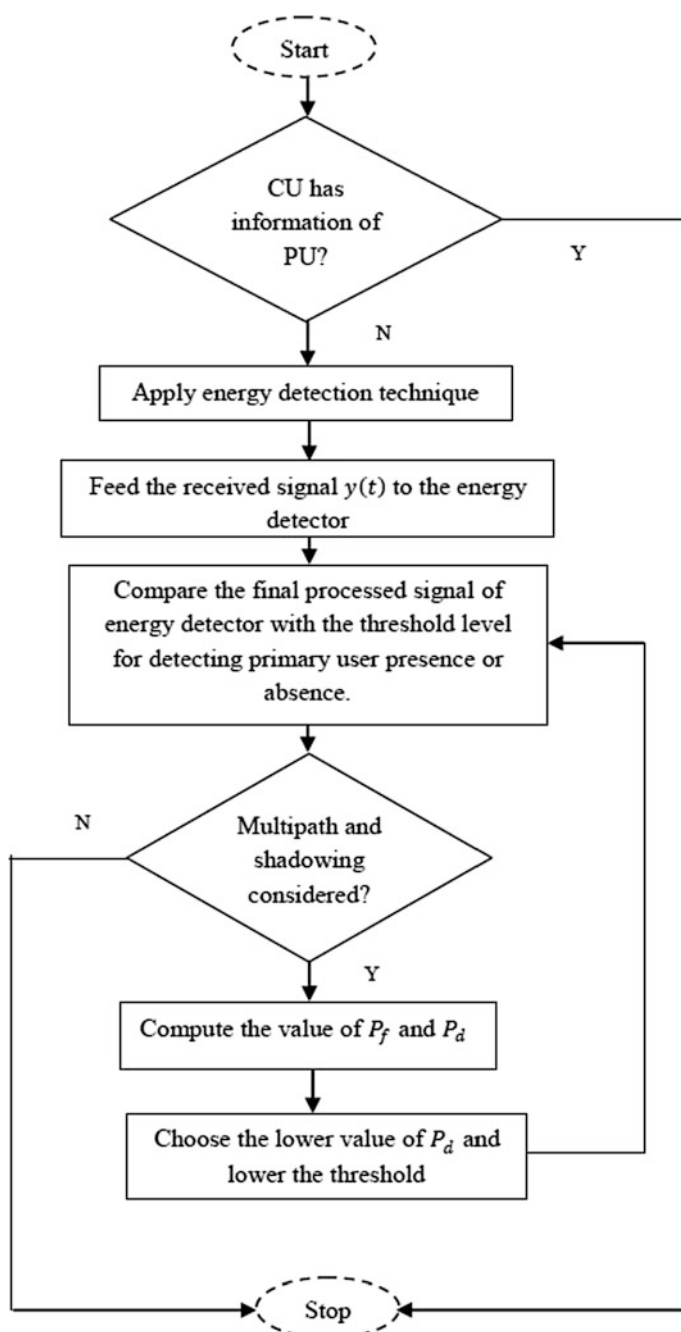 Start
CU has
information of
PU?
Y
N
Apply energy detection technique
Feed the received signal y(t) to the energy
detector
Compare the final processed signal of
energy detector with the threshold level
for detecting primary user presence or
absence.
N
Multipath and
shadowing
considered?
Y
Compute the value of P_f and P_d
Choose the lower value of P_d and
lower the threshold
Stop